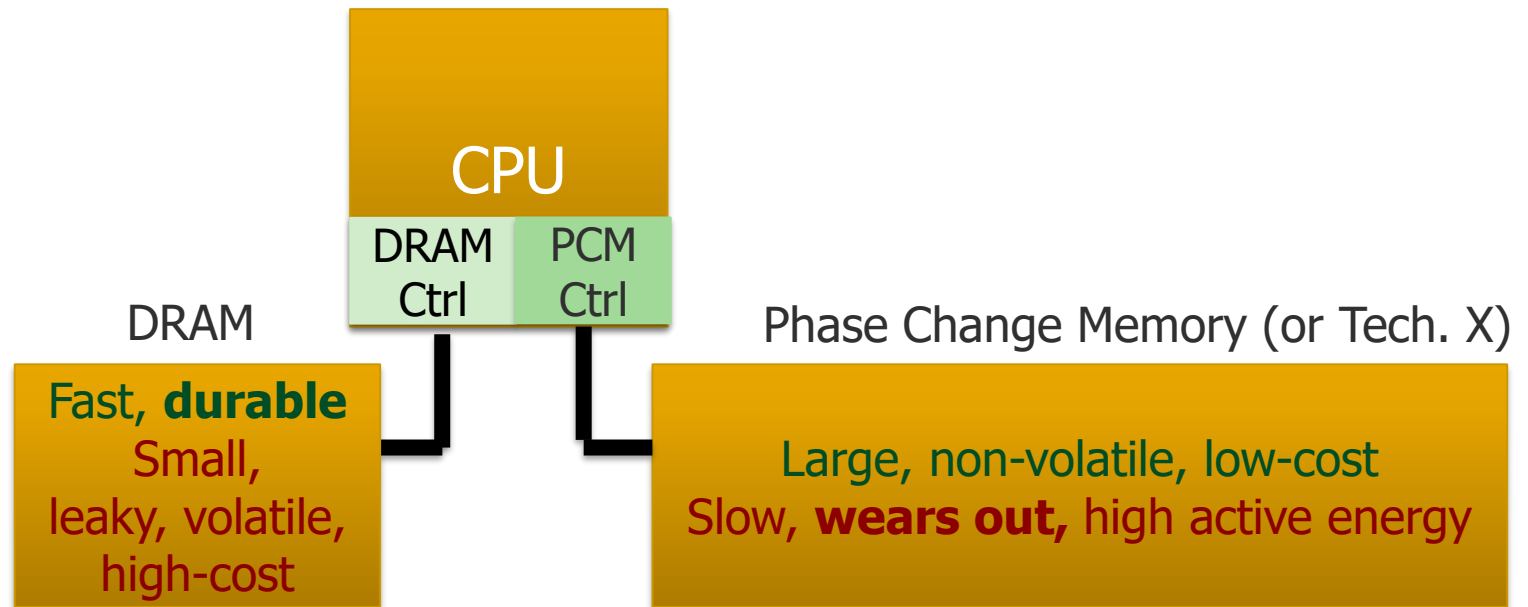 CPU
DRAM
Ctrl
PCM
Ctrl
DRAM
Fast, durable
Small,
leaky, volatile,
high-cost
Phase Change Memory (or Tech. X)
Large, non-volatile, low-cost
Slow, wears out, high active energy